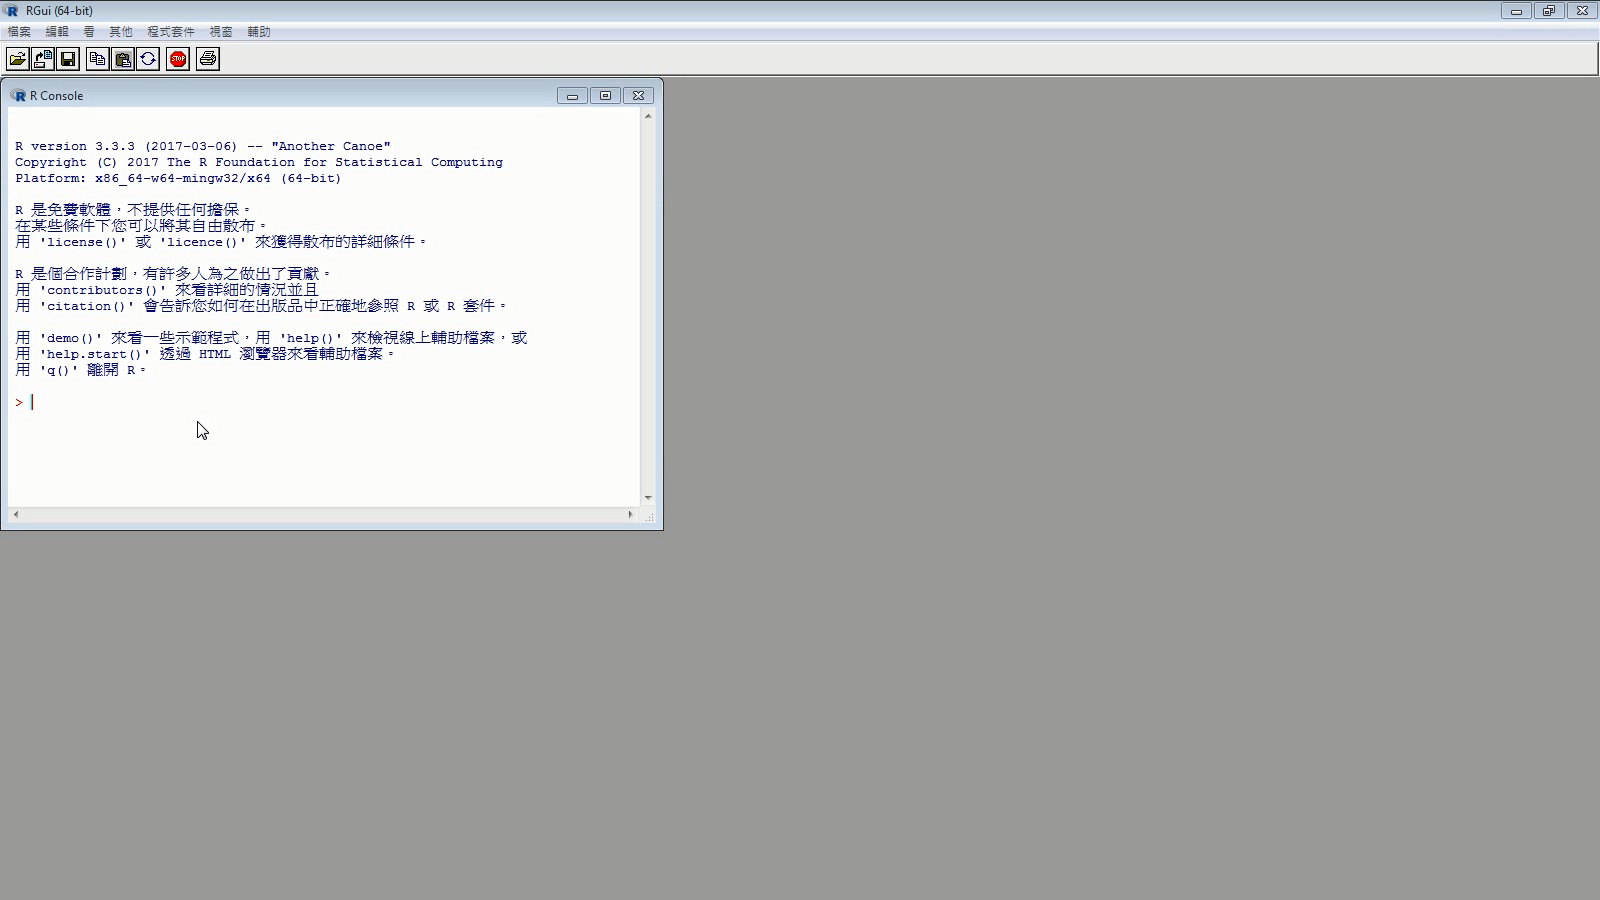 RGui (64-bit)
檔案 編輯 看 其他 程式套件 視窗 輔助
STOP
R Console
R version 3.3.3 (2017-03-06) -- "Another Canoe"
Copyright (C) 2017 The R Foundation for Statistical Computing
Platform: x86_64-w64-mingw32/x64 (64-bit)
R 是免費軟體，不提供任何擔保。
在某些條件下您可以將其自由散布。
用 'license()' 或 'licence()' 來獲得散布的詳細條件。
R 是個合作計劃，有許多人為之做出了貢獻。
用 'contributors()' 來看詳細的情況並且
用 'citation()' 會告訴您如何在出版品中正確地參照 R 或 R 套件。
用 'demo()' 來看一些示範程式，用 'help()' 來檢視線上輔助檔案，或
用 'help.start()' 透過 HTML 瀏覽器來看輔助檔案。
用 'q()' 離開 R。
>